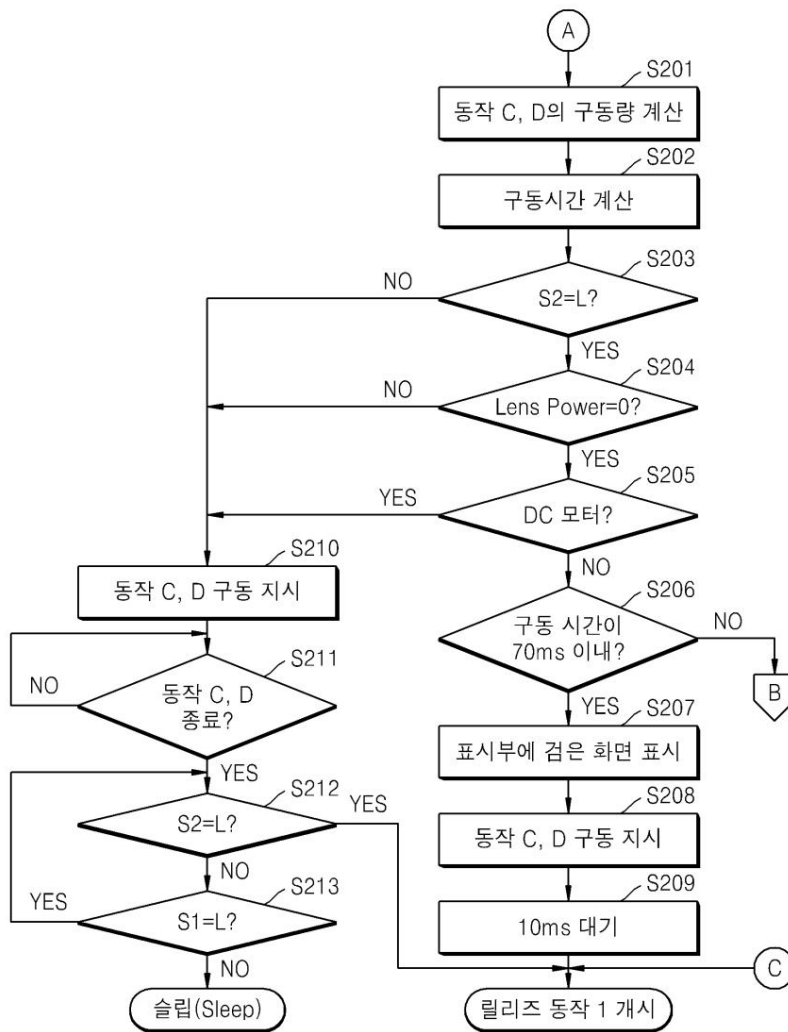 A
S201
동작 C, D의 구동량 계산
S202
구동시간 계산
S203
NO
S2=L?
YES
S204
NO
Lens Power=0?
YES
S205
YES
DC 모터?
NO
S210
동작 C, D 구동 지시
S206
구동 시간이
70ms 이내?
NO
B
YES
S211
NO
동작 C, D
종료?
YES
S207
표시부에 검은 화면 표시
S212
S2=L?
YES
NO
S208
동작 C, D 구동 지시
S213
YES
S1=L?
NO
S209
10ms 대기
C
슬립(Sleep)
릴리즈 동작 1 개시